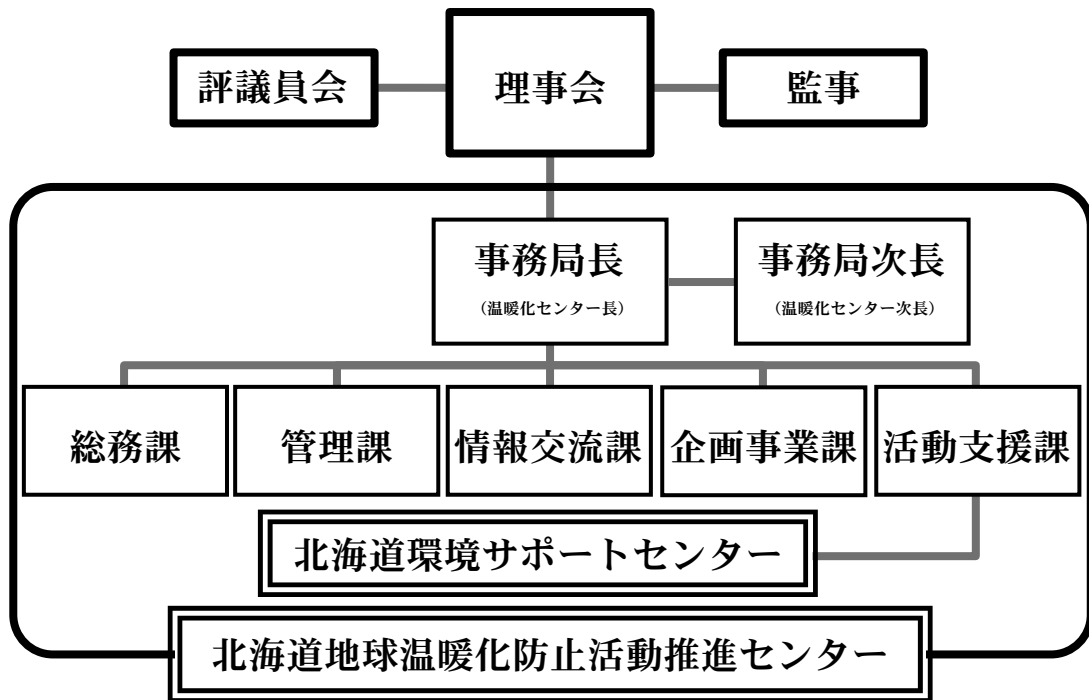 評議員会
理事会
監事
事務局長
（温暖化センター長）
事務局次長
（温暖化センター次長）
総務課
管理課
情報交流課
企画事業課
活動支援課
北海道環境サポートセンター
北海道地球温暖化防止活動推進センター